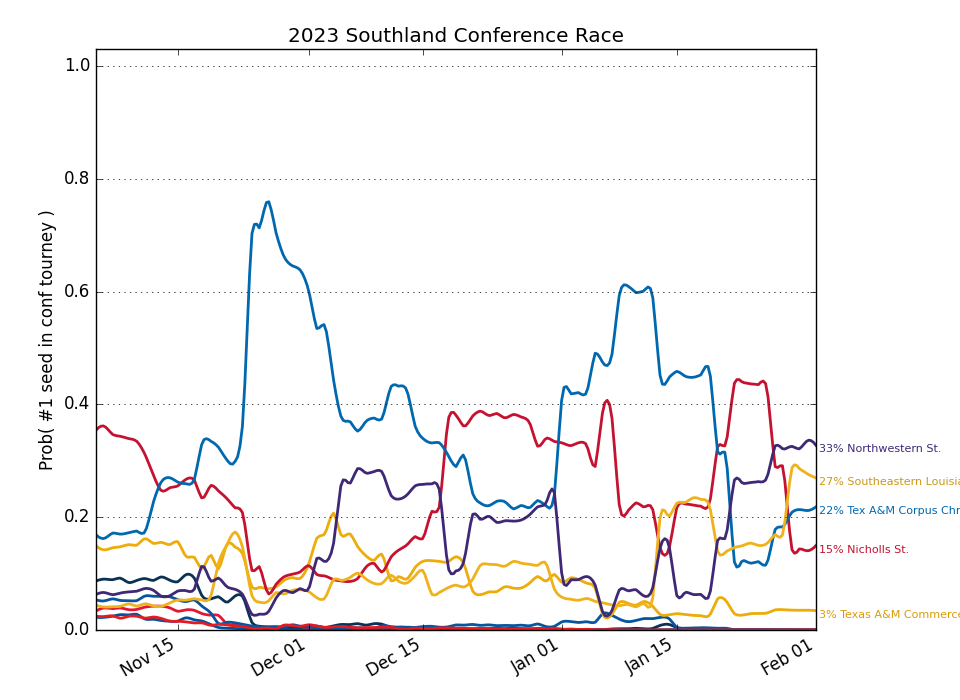 2023 Southland Conference Race
Prob( #1 seed in conf tourney )
1.0
0.8
0.6
0.4
0.2
0.0
Nov 15
Dec 01
Dec 15
Jan 01
Jan 15
Feb 01
33% Northwestern St.
27% Southeastern Louisia
22% Tex A&M Corpus Chr
15% Nicholls St.
3% Texas A&M Commerce